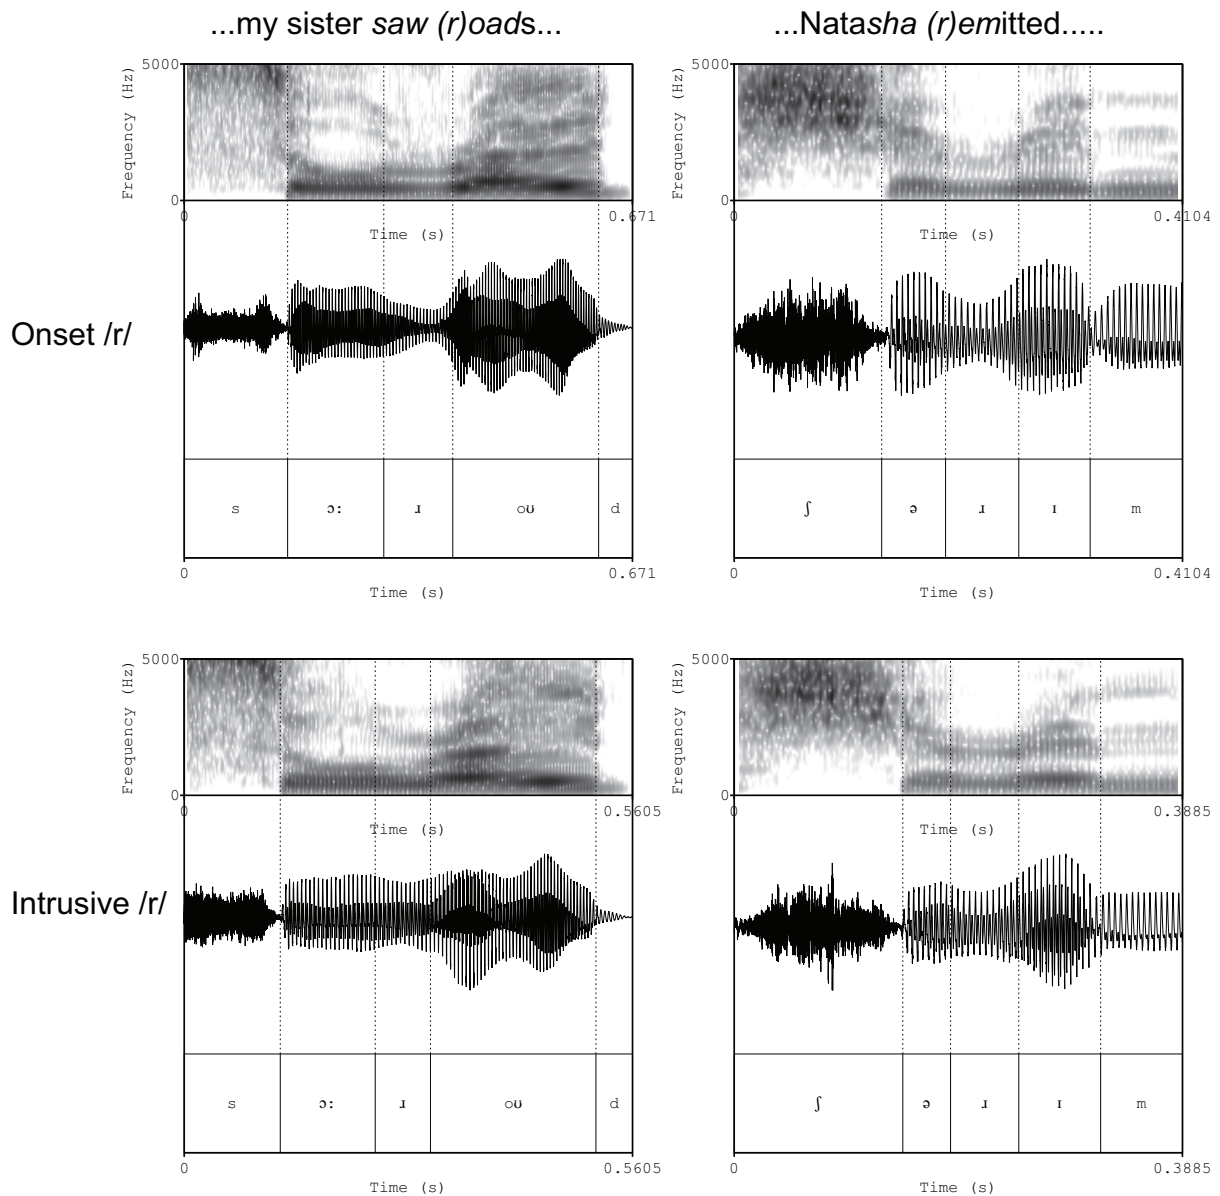 ...my sister saw (r)oads...
...Natasha (r)emitted.....
5000
Frequency (Hz)
0
0
0.671
Time (s)
5000
Frequency (Hz)
0
0
0.4104
Time (s)
Onset /r/
s
ɔː
ɹ
oʊ
d
0
0.671
Time (s)
ʃ
ə
ɹ
ɪ
m
0
0.4104
Time (s)
5000
Frequency (Hz)
0
0
0.5605
Time (s)
5000
Frequency (Hz)
0
0
0.3885
Time (s)
Intrusive /r/
s
ɔː
ɹ
oʊ
d
0
0.5605
Time (s)
ʃ
ə
ɹ
ɪ
m
0
0.3885
Time (s)